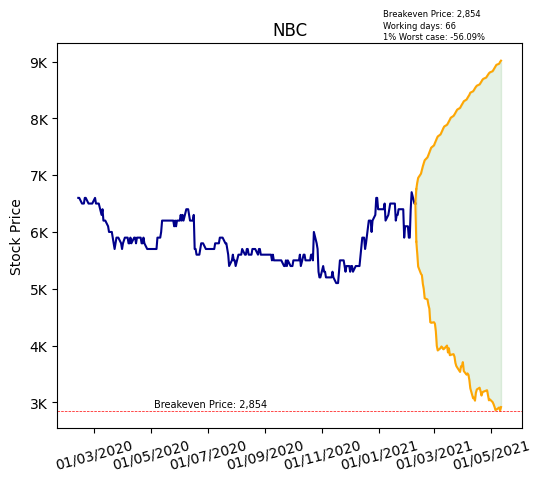 Breakeven Price: 2,854
Working days: 66
1% Worst case: -56.09%
NBC
9K
8K
7K
6K
5K
4K
3K
Stock Price
Breakeven Price: 2,854
01/03/2020
01/05/2020
01/07/2020
01/09/2020
01/11/2020
01/01/2021
01/03/2021
01/05/2021